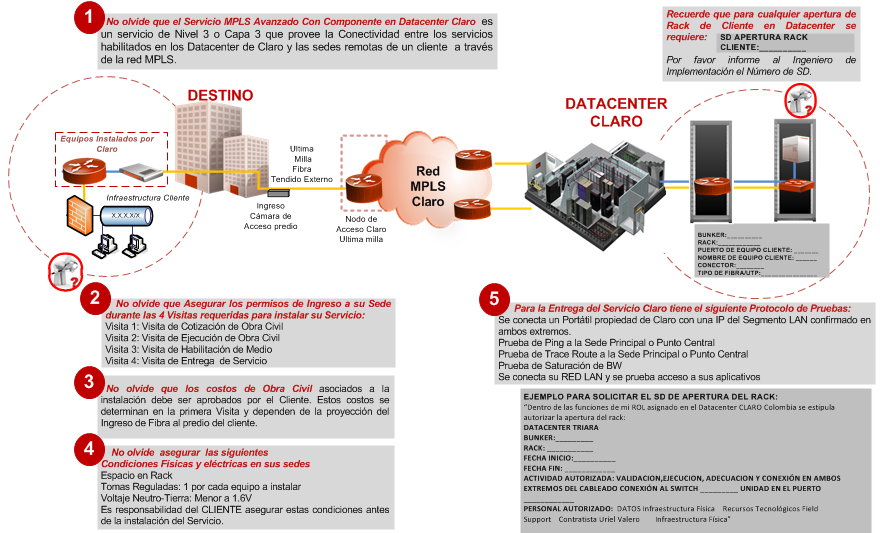 1
No olvide que el Servicio MPLS Avanzado Con Componente en Datacenter Claro es
un servicio de Nivel 3 o Capa 3 que provee la Conectividad entre los servicios
habilitados en los Datacenter de Claro y las sedes remotas de un cliente a través
de la red MPLS.
Recuerde que para cualquier apertura de
Rack de Cliente en Datacenter se
requiere: SD APERTURA RACK
CLIENTE:__________
Por favor informe al Ingeniero de
Implementación el Número de SD.
DESTINO
DATACENTER
CLARO
Equipos Instalados por
Claro
Ultima
Milla
Fibra
Tendido Externo
Red
MPLS
Claro
Infraestructura Cliente
X.X.X.X/X
Ingreso
Cámara de
Acceso predio
Nodo de
Acceso Claro
Ultima milla
?
?
BUNKER:__________
RACK:__________
PUERTO DE EQUIPO CLIENTE: _______
NOMBRE DE EQUIPO CLIENTE: ______
CONECTOR:________
TIPO DE FIBRA/UTP:______________
2
No olvide que Asegurar los permisos de Ingreso a su Sede
durante las 4 Visitas requeridas para instalar su Servicio:
Visita 1: Visita de Cotización de Obra Civil
Visita 2: Visita de Ejecución de Obra Civil
Visita 3: Visita de Habilitación de Medio
Visita 4: Visita de Entrega de Servicio
3
No olvide que los costos de Obra Civil asociados a la
instalación debe ser aprobados por el Cliente. Estos costos se
determinan en la primera Visita y dependen de la proyección del
Ingreso de Fibra al predio del cliente.
4
No olvide asegurar las siguientes
Condiciones Fisicas y eléctricas en sus sedes
Espacio en Rack
Tomas Reguladas: 1 por cada equipo a instalar
Voltaje Neutro-Tierra: Menor a 1.6V
Es responsabilidad del CLIENTE asegurar estas condiciones antes
de la instalación del Servicio.
5
Para la Entrega del Servicio Claro tiene el siguiente Protocolo de Pruebas:
Se conecta un Portátil propiedad de Claro con una IP del Segmento LAN confirmado en
ambos extremos.
Prueba de Ping a la Sede Principal o Punto Central
Prueba de Trace Route a la Sede Principal o Punto Central
Prueba de Saturación de BW
Se conecta su RED LAN y se prueba acceso a sus aplicativos
EJEMPLO PARA SOLICITAR EL SD DE APERTURA DEL RACK:
"Dentro de las funciones de mi ROL asignado en el Datacenter CLARO Colombia se estipula
autorizar la apertura del rack:
DATACENTER TRIARA
BUNKER:_________
RACK: ___________
FECHA INICIO:__________
FECHA FIN: ____________
ACTIVIDAD AUTORIZADA: VALIDACION,EJECUCION, ADECUACION Y CONEXIÓN EN AMBOS
EXTREMOS DEL CABLEADO CONEXIÓN AL SWITCH _________ UNIDAD EN EL PUERTO
____________
PERSONAL AUTORIZADO: DATOS Infraestructura Física Recursos Tecnológicos Field
Support Contratista Uriel Valero Infraestructura Física"